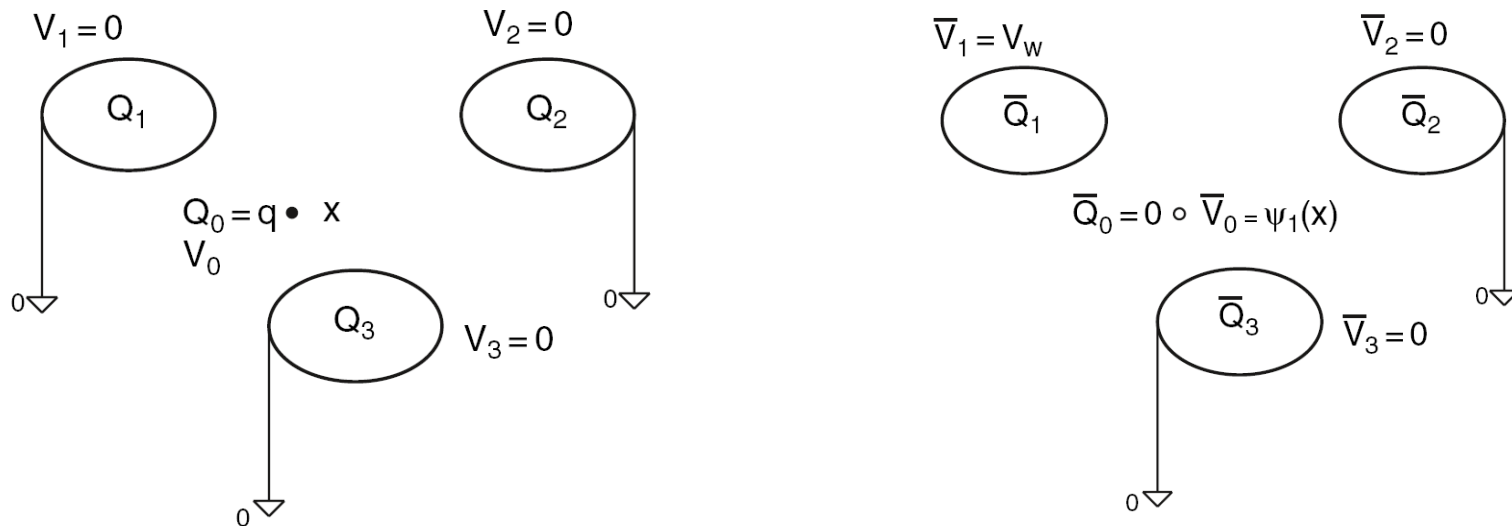 V₁ = 0
V₂ = 0
Q₁
Q₂
Q₀ = q • x
V₀
0
0
Q₃
V₃ = 0
0
V̅₁ = V_w
V̅₂ = 0
Q̅₁
Q̅₂
Q̅₀ = 0 ∘ V̅₀ = ψ₁(x)
0
Q̅₃
V̅₃ = 0
0